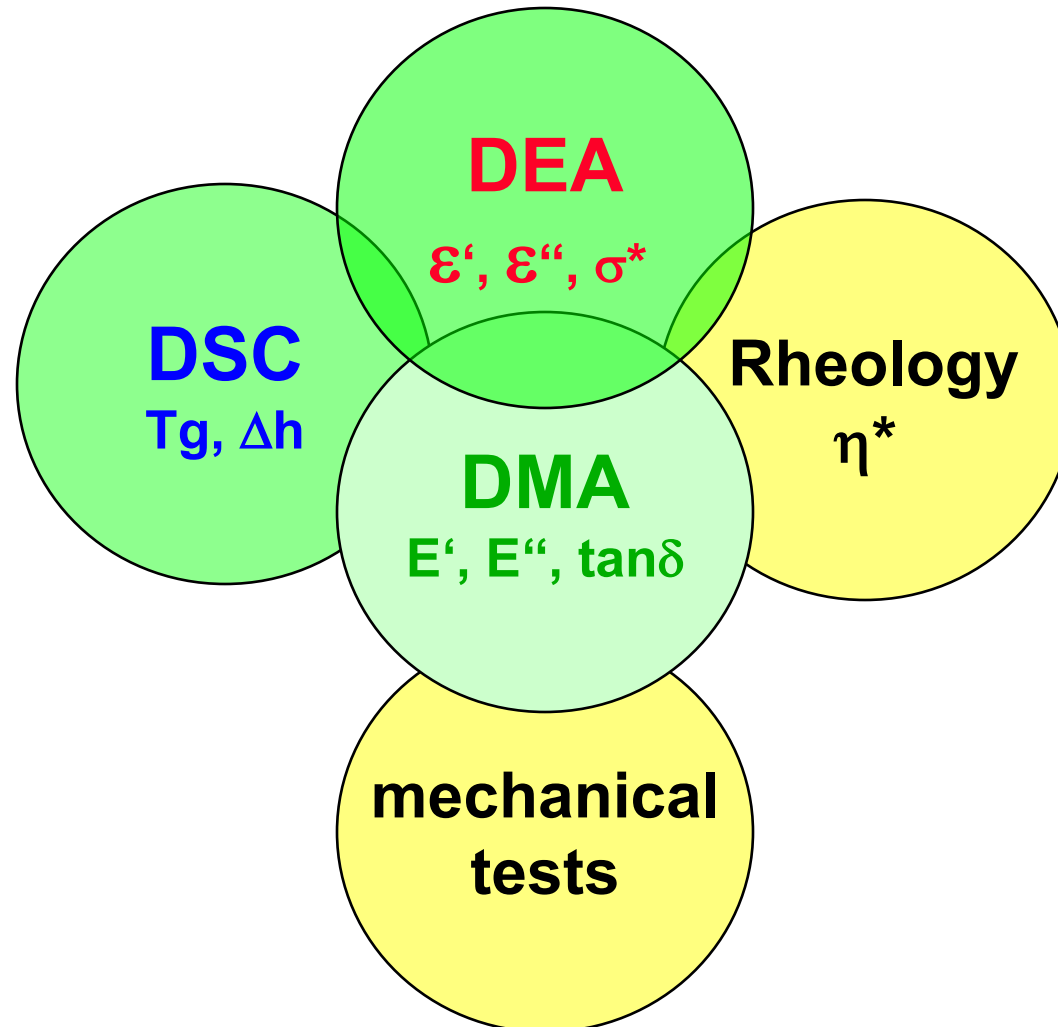 DEA
ε‘, ε“, σ*
DSC
Tg, Δh
Rheology
η*
DMA
E‘, E“, tanδ
mechanical
tests